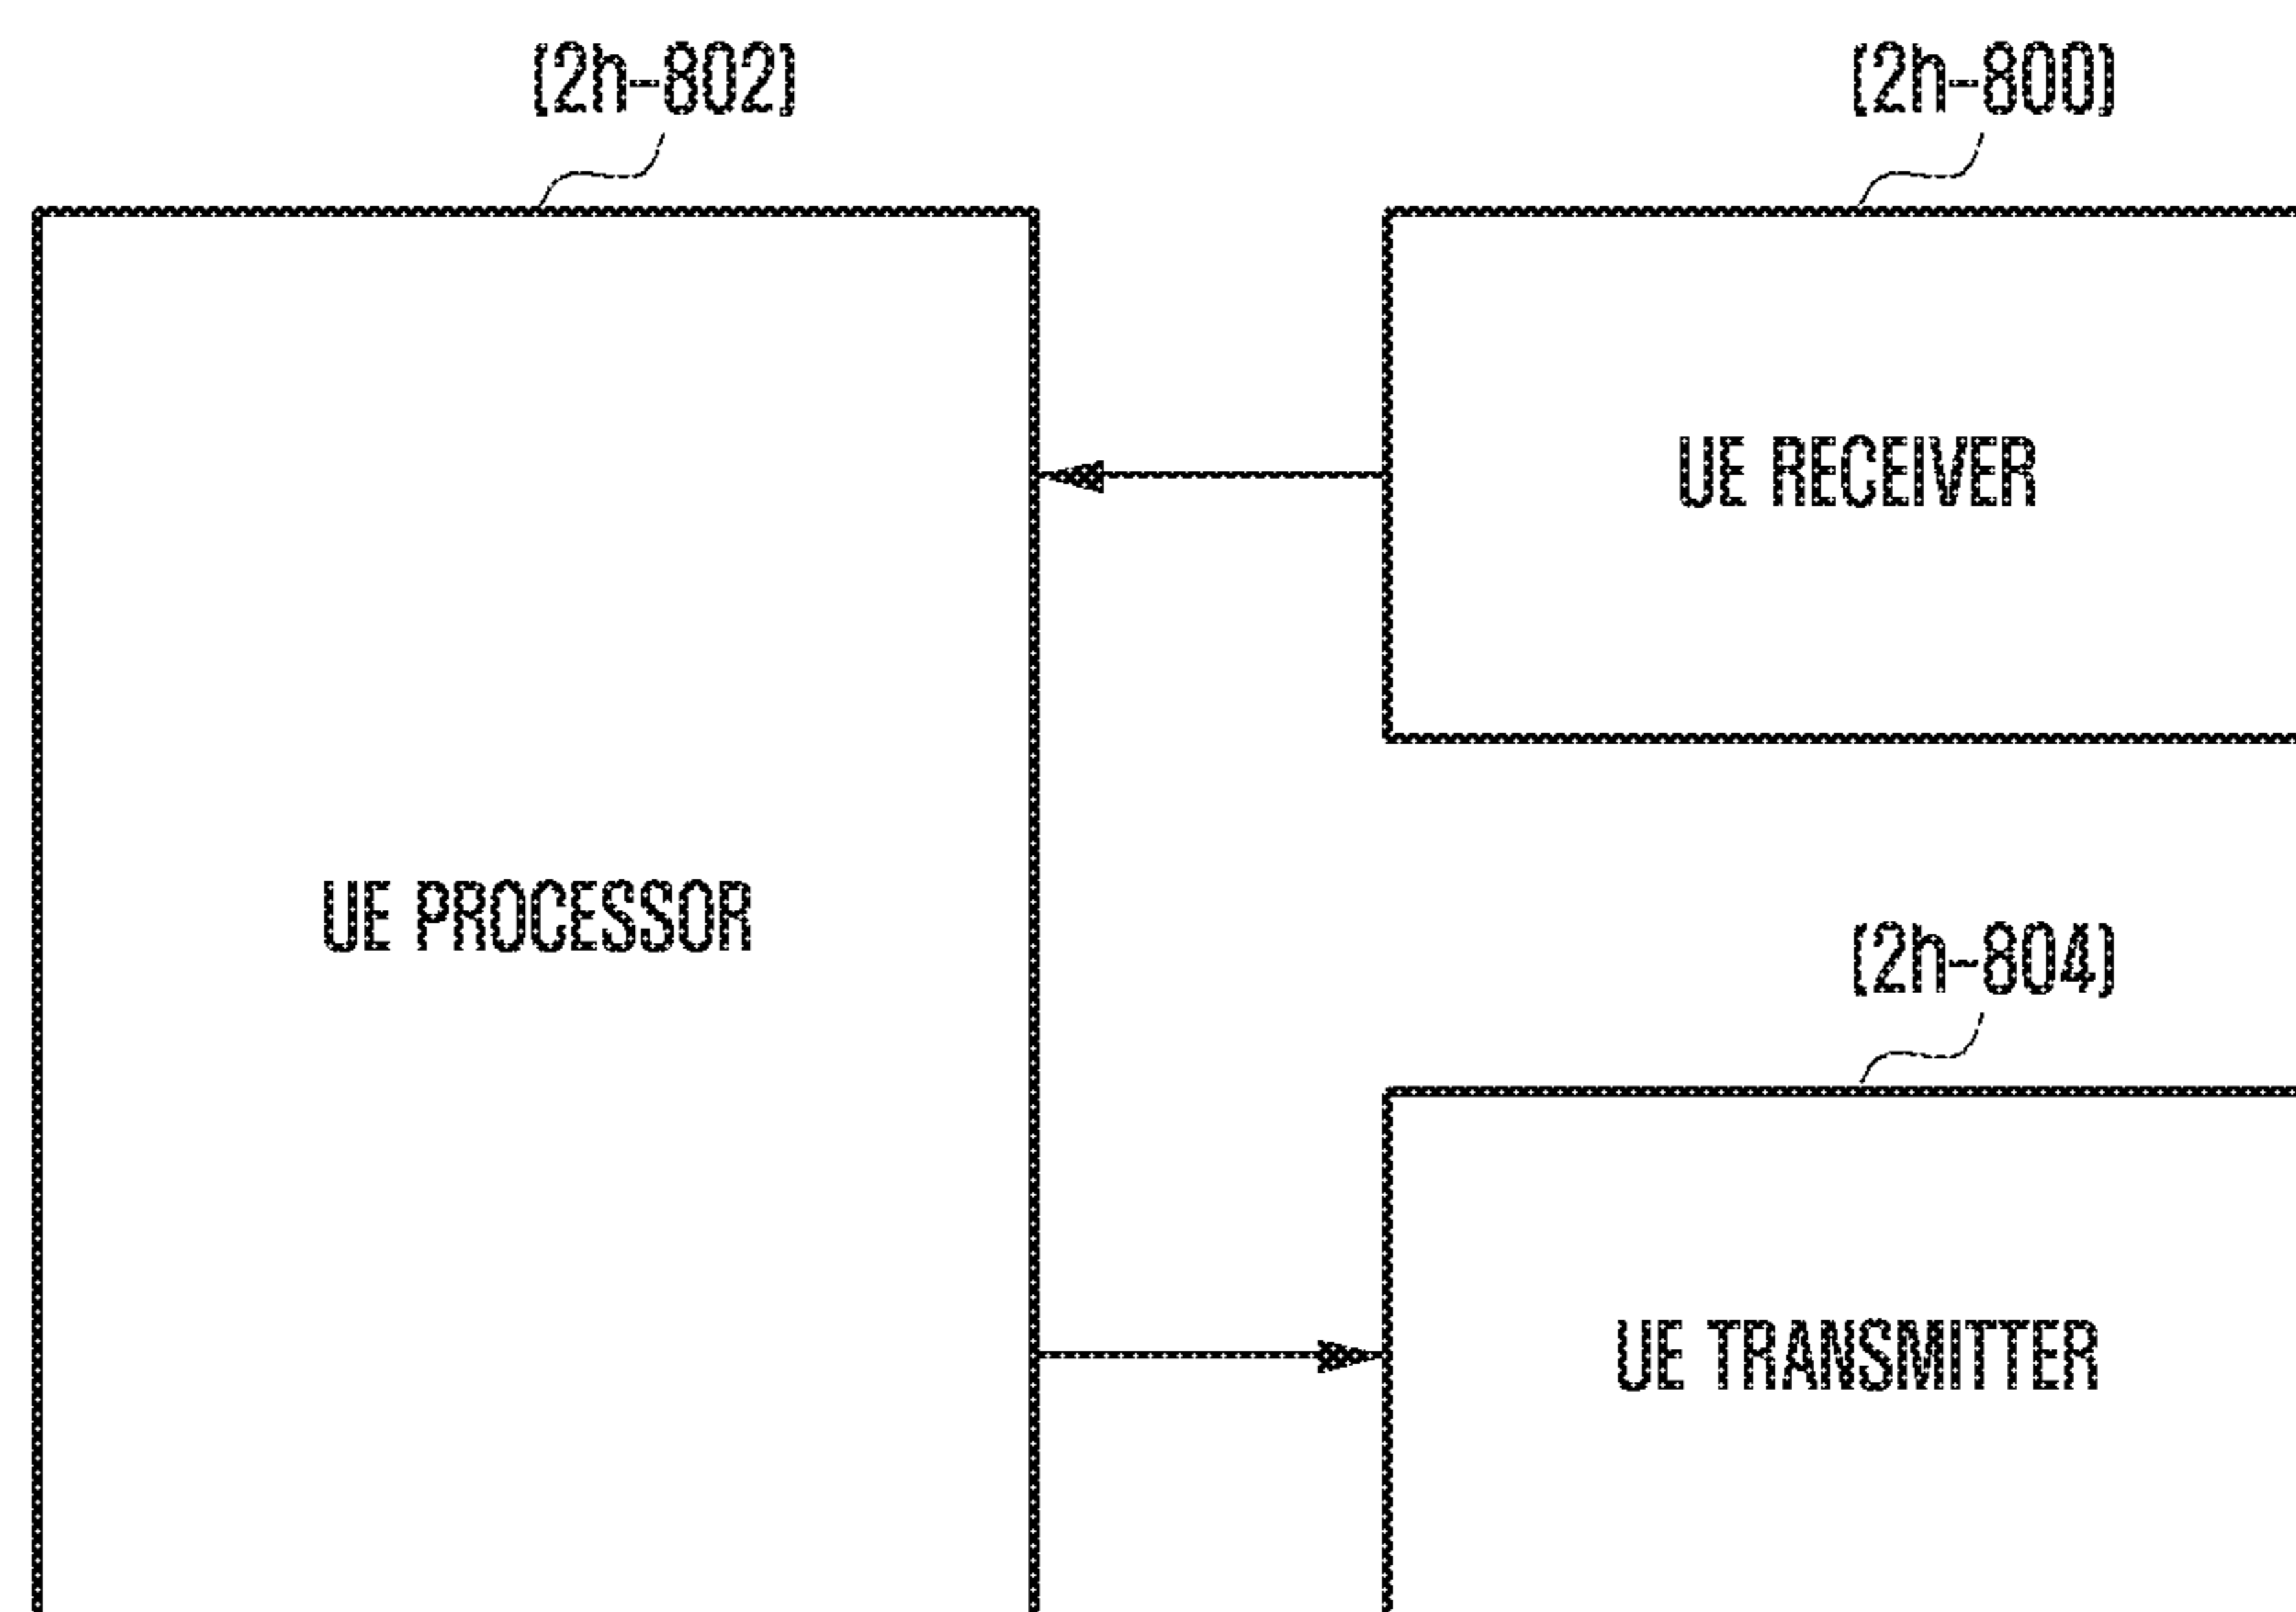 (2h-802)
(2h-800)
UE RECEIVER
UE PROCESSOR
(2h-804)
UE TRANSMITTER